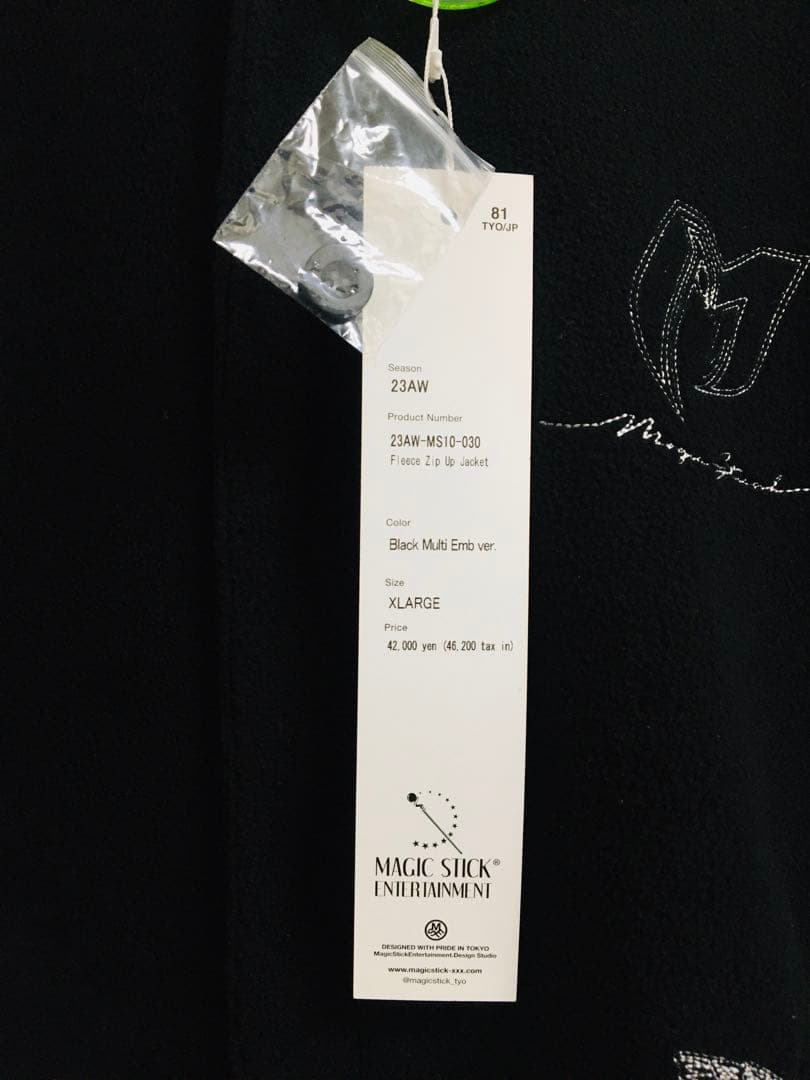 81
TYO/JP
Season
23AW
Product Number
23AW-MS10-030
Fleece Zip Up Jacket
Color
Black Multi Emb ver.
Size
XLARGE
Price
42,000 yen (46,200 tax in)
MAGIC STICK®
ENTERTAINMENT
DESIGNED WITH PRIDE IN TOKYO
MagicStickEntertainment.Design Studio
www.magicstick-xxx.com
@magicstick_tyo
M
Magic Stick